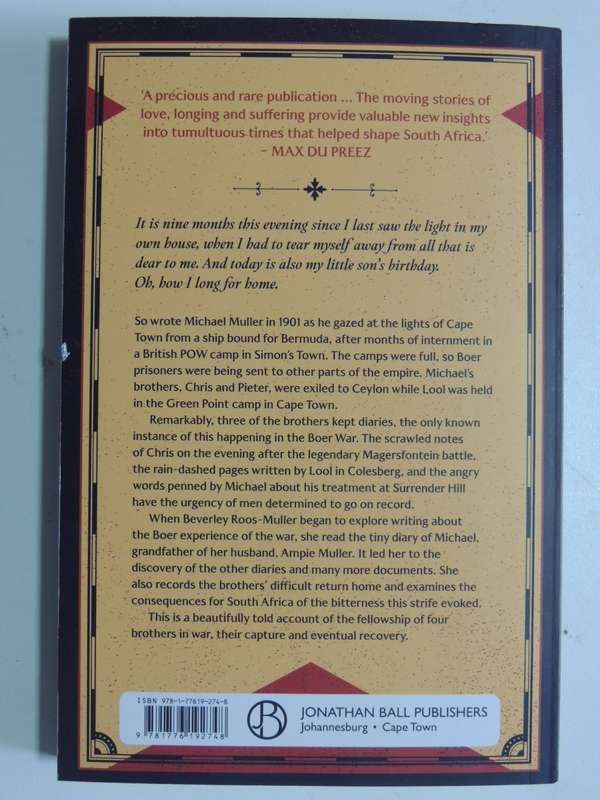 'A precious and rare publication ... The moving stories of
love, longing and suffering provide valuable new insights
into tumultuous times that helped shape South Africa.'
– MAX DU PREEZ
It is nine months this evening since I last saw the light in my
own house, when I had to tear myself away from all that is
dear to me. And today is also my little son's birthday.
Oh, how I long for home.
So wrote Michael Muller in 1901 as he gazed at the lights of Cape
Town from a ship bound for Bermuda, after months of internment in
a British POW camp in Simon's Town. The camps were full, so Boer
prisoners were being sent to other parts of the empire. Michael's
brothers, Chris and Pieter, were exiled to Ceylon while Lool was held
in the Green Point camp in Cape Town.
Remarkably, three of the brothers kept diaries, the only known
instance of this happening in the Boer War. The scrawled notes
of Chris on the evening after the legendary Magersfontein battle,
the rain-dashed pages written by Lool in Colesberg, and the angry
words penned by Michael about his treatment at Surrender Hill
have the urgency of men determined to go on record.
When Beverley Roos-Muller began to explore writing about
the Boer experience of the war, she read the tiny diary of Michael,
grandfather of her husband, Ampie Muller. It led her to the
discovery of the other diaries and many more documents. She
also records the brothers' difficult return home and examines the
consequences for South Africa of the bitterness this strife evoked.
This is a beautifully told account of the fellowship of four
brothers in war, their capture and eventual recovery.
ISBN 978-1-77619-274-8
9 781776 192748
JB
JONATHAN BALL PUBLISHERS
Johannesburg • Cape Town